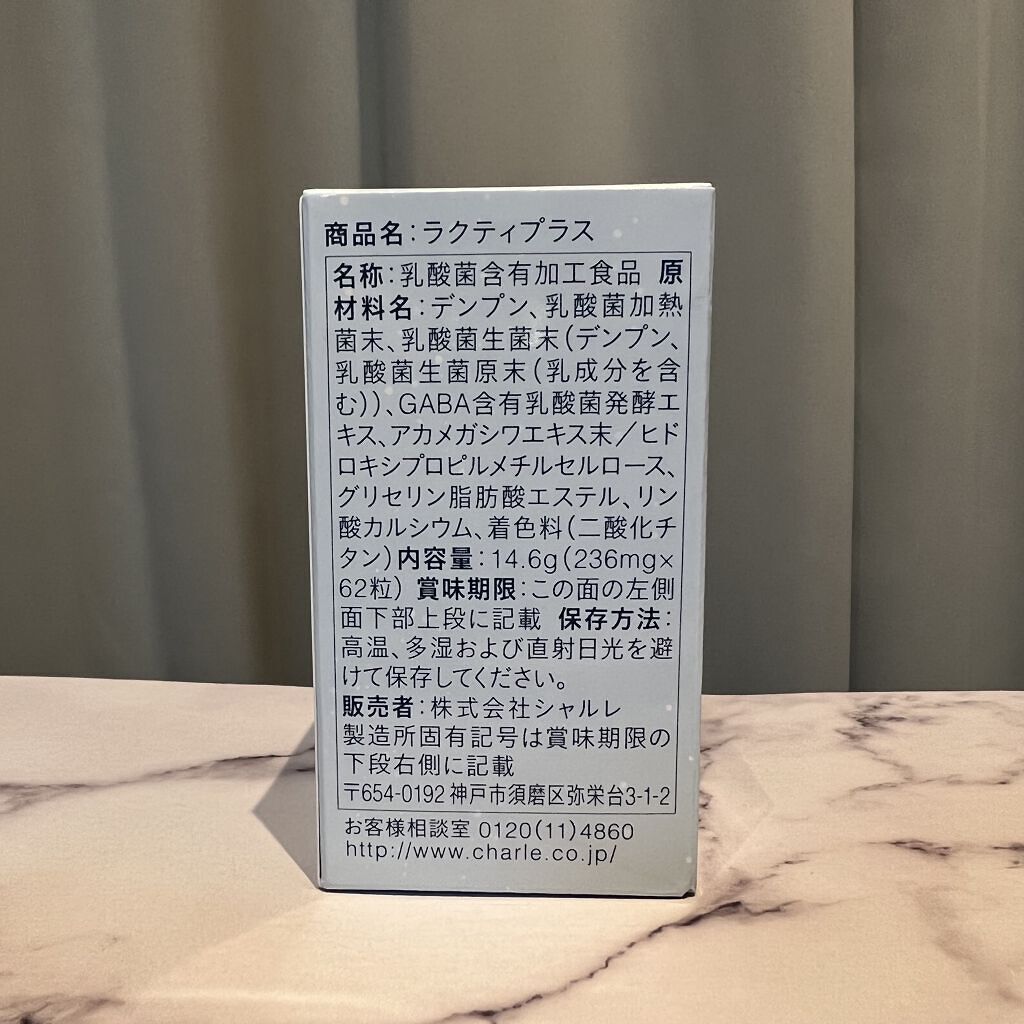 商品名：ラクティプラス
名称：乳酸菌含有加工食品 原
材料名：デンプン、乳酸菌加熱
菌末、乳酸菌生菌末（デンプン、
乳酸菌生菌原末（乳成分を含
む））、GABA含有乳酸菌発酵エ
キス、アカメガシワエキス末／ヒド
ロキシプロピルメチルセルロース、
グリセリン脂肪酸エステル、リン
酸カルシウム、着色料（二酸化チ
タン）内容量：14.6g（236mg×
62粒） 賞味期限：この面の左側
面下部上段に記載 保存方法：
高温、多湿および直射日光を避
けて保存してください。
販売者：株式会社シャルレ
製造所固有記号は賞味期限の
下段右側に記載
〒654-0192 神戸市須磨区弥栄台3-1-2
お客様相談室 0120(11)4860
http://www.charle.co.jp/